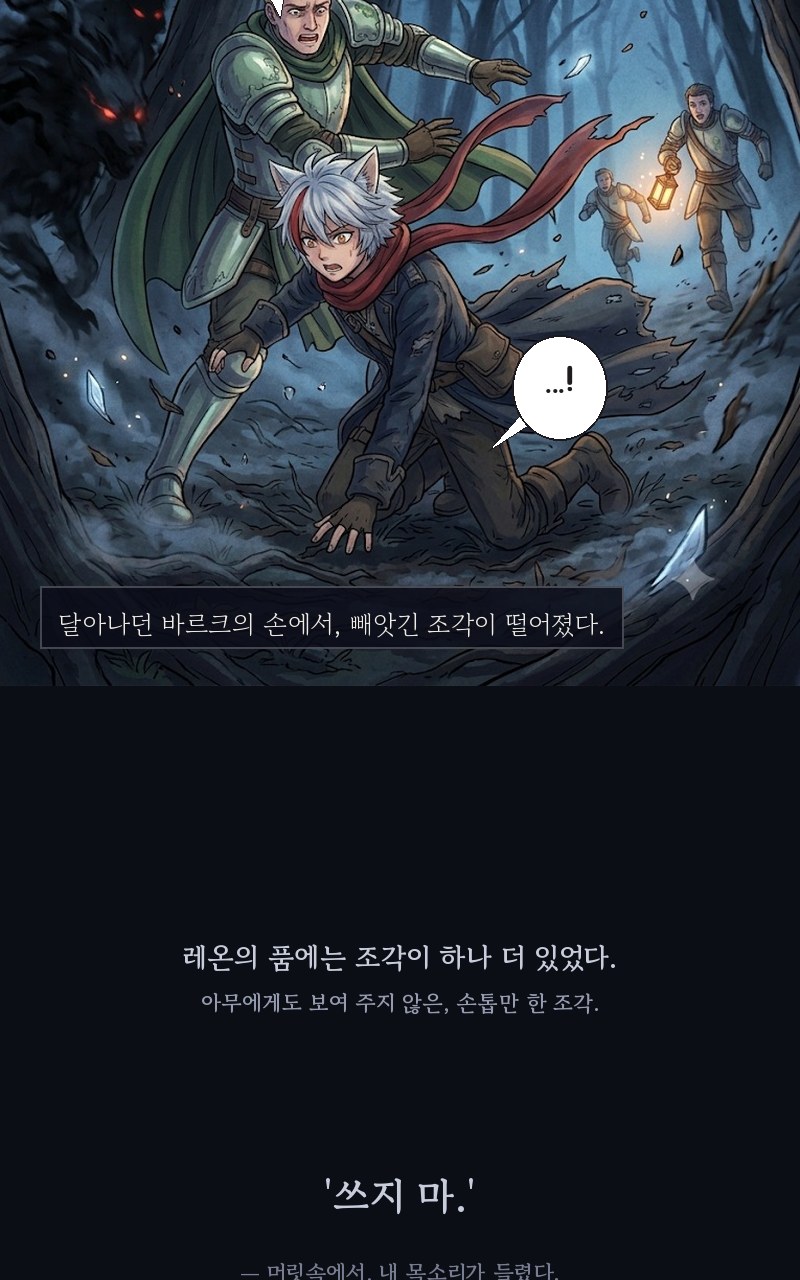 ...!
달아나던 바르크의 손에서, 빼앗긴 조각이 떨어졌다.
레온의 품에는 조각이 하나 더 있었다.
아무에게도 보여 주지 않은, 손톱만 한 조각.
'쓰지 마.'
— 머릿속에서, 내 목소리가 들렸다.